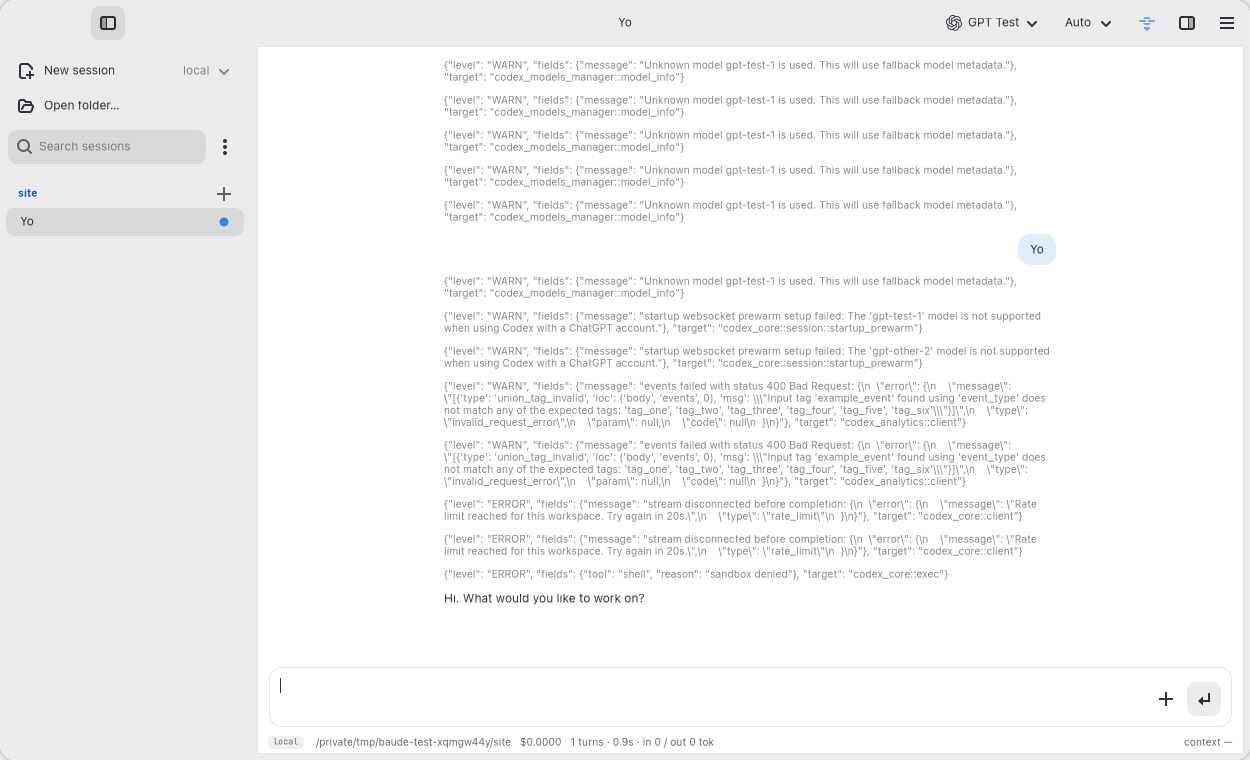 Yo
GPT Test
Auto
New session
local
Open folder...
Search sessions
site
Yo
{"level": "WARN", "fields": {"message": "Unknown model gpt-test-1 is used. This will use fallback model metadata."},
"target": "codex_models_manager::model_info"}
{"level": "WARN", "fields": {"message": "Unknown model gpt-test-1 is used. This will use fallback model metadata."},
"target": "codex_models_manager::model_info"}
{"level": "WARN", "fields": {"message": "Unknown model gpt-test-1 is used. This will use fallback model metadata."},
"target": "codex_models_manager::model_info"}
{"level": "WARN", "fields": {"message": "Unknown model gpt-test-1 is used. This will use fallback model metadata."},
"target": "codex_models_manager::model_info"}
{"level": "WARN", "fields": {"message": "Unknown model gpt-test-1 is used. This will use fallback model metadata."},
"target": "codex_models_manager::model_info"}
Yo
{"level": "WARN", "fields": {"message": "Unknown model gpt-test-1 is used. This will use fallback model metadata."},
"target": "codex_models_manager::model_info"}
{"level": "WARN", "fields": {"message": "startup websocket prewarm setup failed: The 'gpt-test-1' model is not supported
when using Codex with a ChatGPT account."}, "target": "codex_core::session::startup_prewarm"}
{"level": "WARN", "fields": {"message": "startup websocket prewarm setup failed: The 'gpt-other-2' model is not supported
when using Codex with a ChatGPT account."}, "target": "codex_core::session::startup_prewarm"}
{"level": "WARN", "fields": {"message": "events failed with status 400 Bad Request: {\n  \"error\": {\n    \"message\":
\"[{'type': 'union_tag_invalid', 'loc': ('body', 'events', 0), 'msg': \\\"Input tag 'example_event' found using 'event_type' does
not match any of the expected tags: 'tag_one', 'tag_two', 'tag_three', 'tag_four', 'tag_five', 'tag_six'\\\"}]\",\n    \"type\":
\"invalid_request_error\",\n    \"param\": null,\n    \"code\": null\n  }\n}"}, "target": "codex_analytics::client"}
{"level": "WARN", "fields": {"message": "events failed with status 400 Bad Request: {\n  \"error\": {\n    \"message\":
\"[{'type': 'union_tag_invalid', 'loc': ('body', 'events', 0), 'msg': \\\"Input tag 'example_event' found using 'event_type' does
not match any of the expected tags: 'tag_one', 'tag_two', 'tag_three', 'tag_four', 'tag_five', 'tag_six'\\\"}]\",\n    \"type\":
\"invalid_request_error\",\n    \"param\": null,\n    \"code\": null\n  }\n}"}, "target": "codex_analytics::client"}
{"level": "ERROR", "fields": {"message": "stream disconnected before completion: {\n  \"error\": {\n    \"message\": \"Rate
limit reached for this workspace. Try again in 20s.\",\n    \"type\": \"rate_limit\"\n  }\n}"}, "target": "codex_core::client"}
{"level": "ERROR", "fields": {"message": "stream disconnected before completion: {\n  \"error\": {\n    \"message\": \"Rate
limit reached for this workspace. Try again in 20s.\",\n    \"type\": \"rate_limit\"\n  }\n}"}, "target": "codex_core::client"}
{"level": "ERROR", "fields": {"tool": "shell", "reason": "sandbox denied"}, "target": "codex_core::exec"}
Hi. What would you like to work on?
local
/private/tmp/baude-test-xqmgw44y/site $0.0000 1 turns · 0.9s · in 0 / out 0 tok
context —